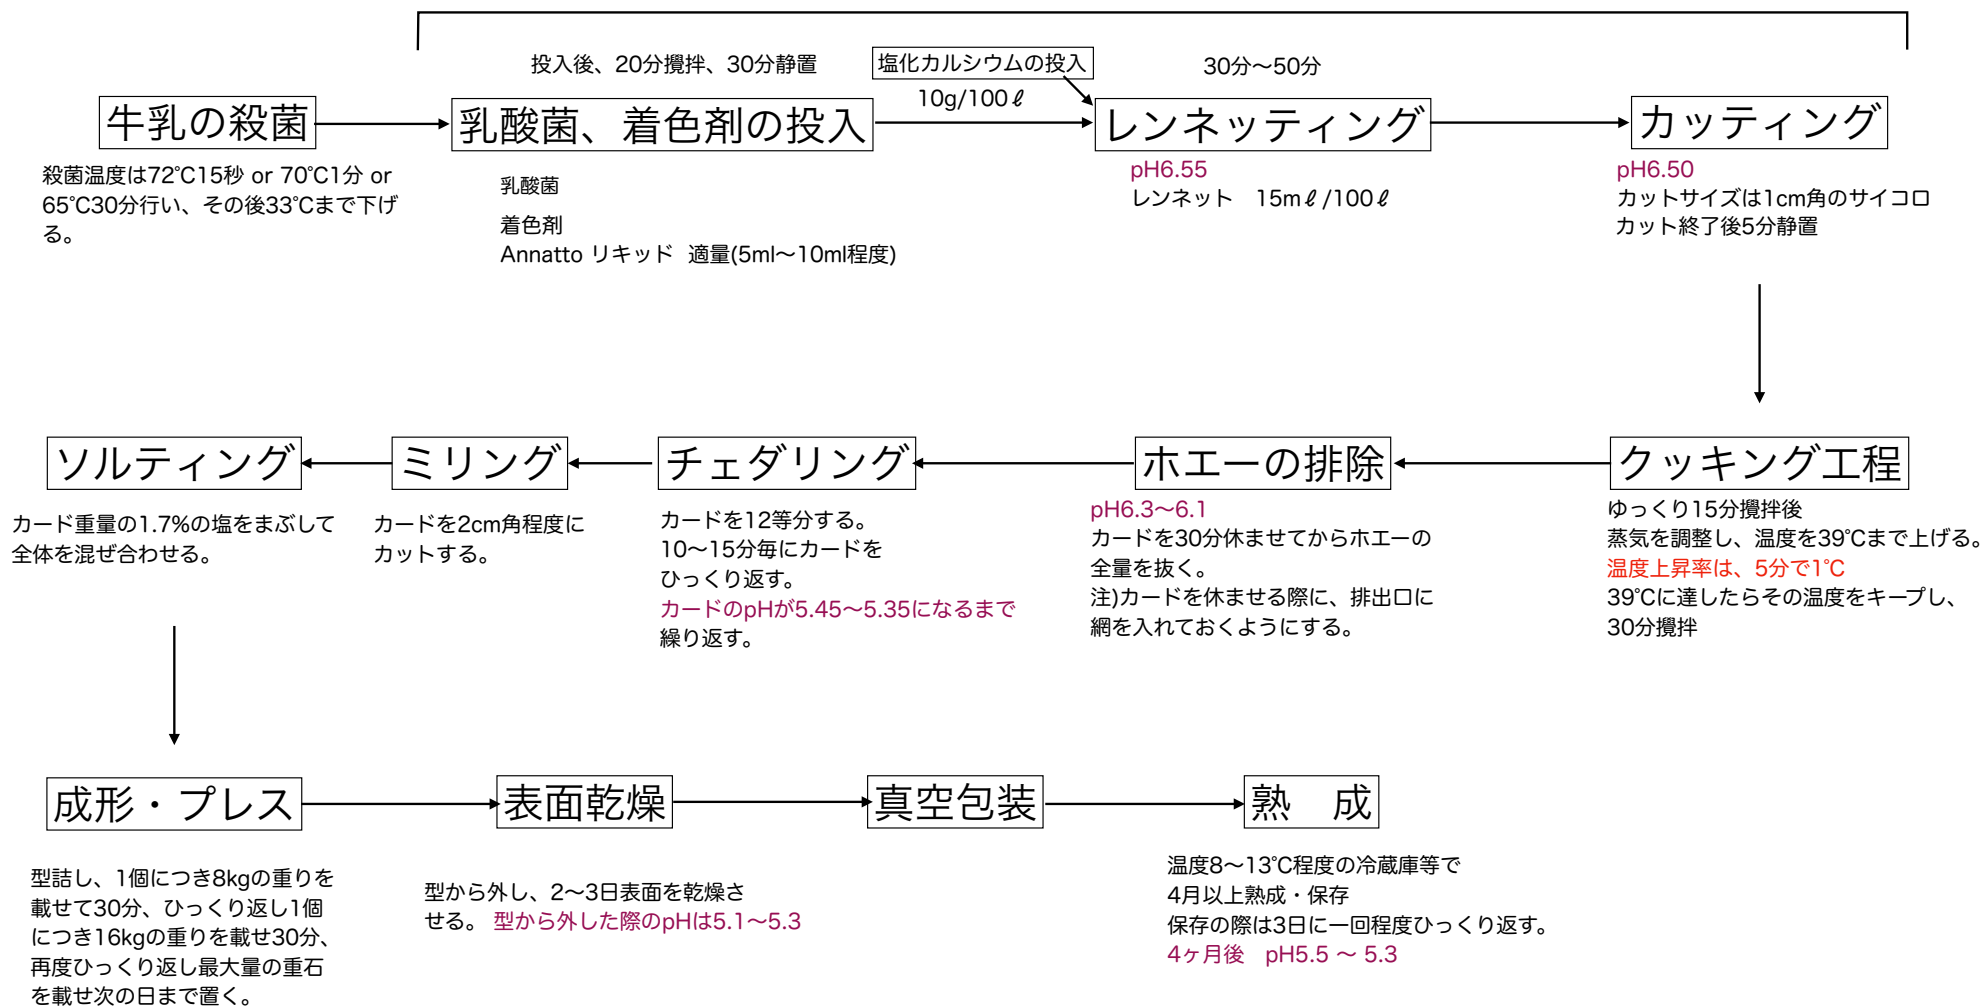 投入後、20分攪拌、30分静置
塩化カルシウムの投入
10g/100ℓ
30分〜50分
牛乳の殺菌
殺菌温度は72℃15秒 or 70℃1分 or
65℃30分行い、その後33℃まで下げ
る。
乳酸菌、着色剤の投入
乳酸菌
着色剤
Annatto リキッド 適量(5ml〜10ml程度)
レンネッティング
pH6.55
レンネット　15mℓ/100ℓ
カッティング
pH6.50
カットサイズは1cm角のサイコロ
カット終了後5分静置
クッキング工程
ゆっくり15分攪拌後
蒸気を調整し、温度を39℃まで上げる。
温度上昇率は、5分で1℃
39℃に達したらその温度をキープし、
30分攪拌
ホエーの排除
pH6.3〜6.1
カードを30分休ませてからホエーの
全量を抜く。
注)カードを休ませる際に、排出口に
網を入れておくようにする。
チェダリング
カードを12等分する。
10〜15分毎にカードを
ひっくり返す。
カードのpHが5.45〜5.35になるまで
繰り返す。
ミリング
カードを2cm角程度に
カットする。
ソルティング
カード重量の1.7%の塩をまぶして
全体を混ぜ合わせる。
成形・プレス
型詰し、1個につき8kgの重りを
載せて30分、ひっくり返し1個
につき16kgの重りを載せ30分、
再度ひっくり返し最大量の重石
を載せ次の日まで置く。
表面乾燥
型から外し、2〜3日表面を乾燥さ
せる。 型から外した際のpHは5.1〜5.3
真空包装
熟　成
温度8〜13℃程度の冷蔵庫等で
4月以上熟成・保存
保存の際は3日に一回程度ひっくり返す。
4ヶ月後　pH5.5 〜 5.3